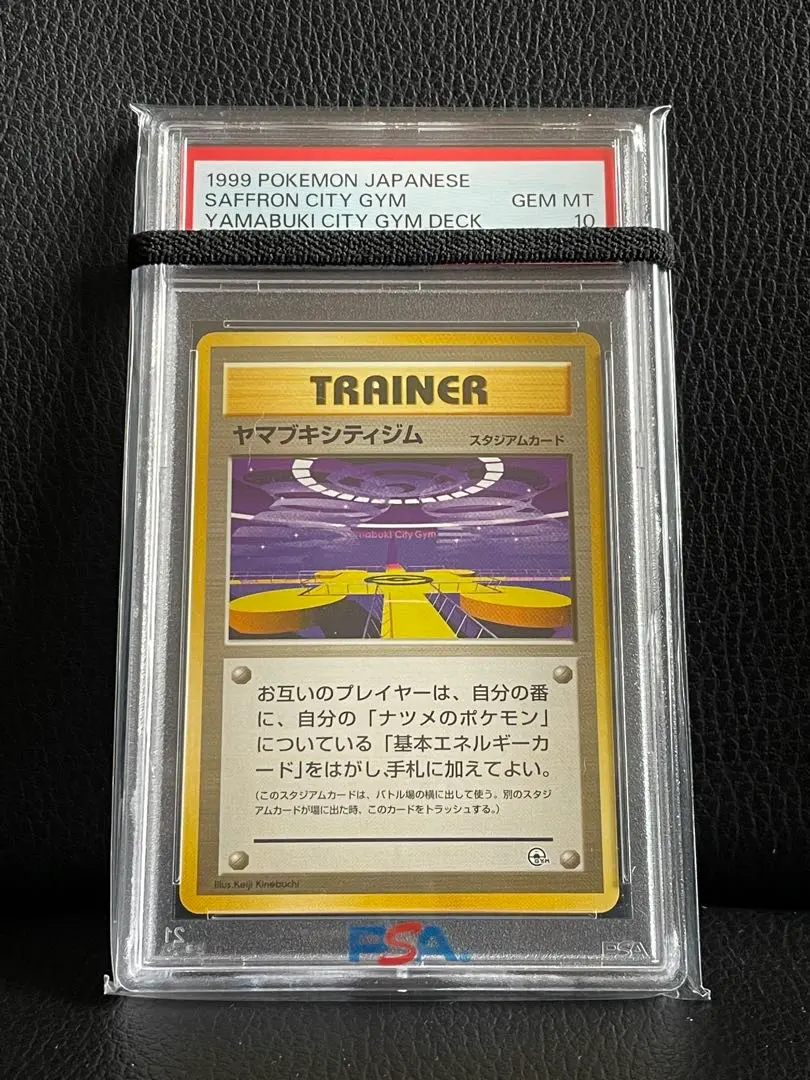 1999 POKEMON JAPANESE
SAFFRON CITY GYM GEM MT
YAMABUKI CITY GYM DECK 10
TRAINER
ヤマブキシティジム スタジアムカード
mabuki City Gym
お互いのプレイヤーは、自分の番
に、自分の「ナツメのポケモン」
についている「基本エネルギーカ
ード」をはがし、手札に加えてよい。
(このスタジアムカードは、バトル場の横に出して使う。別のスタジ
アムカードが場に出た時、このカードをトラッシュする。)
GYM
Illus.Keiji Kinebuchi
PSA
PSA